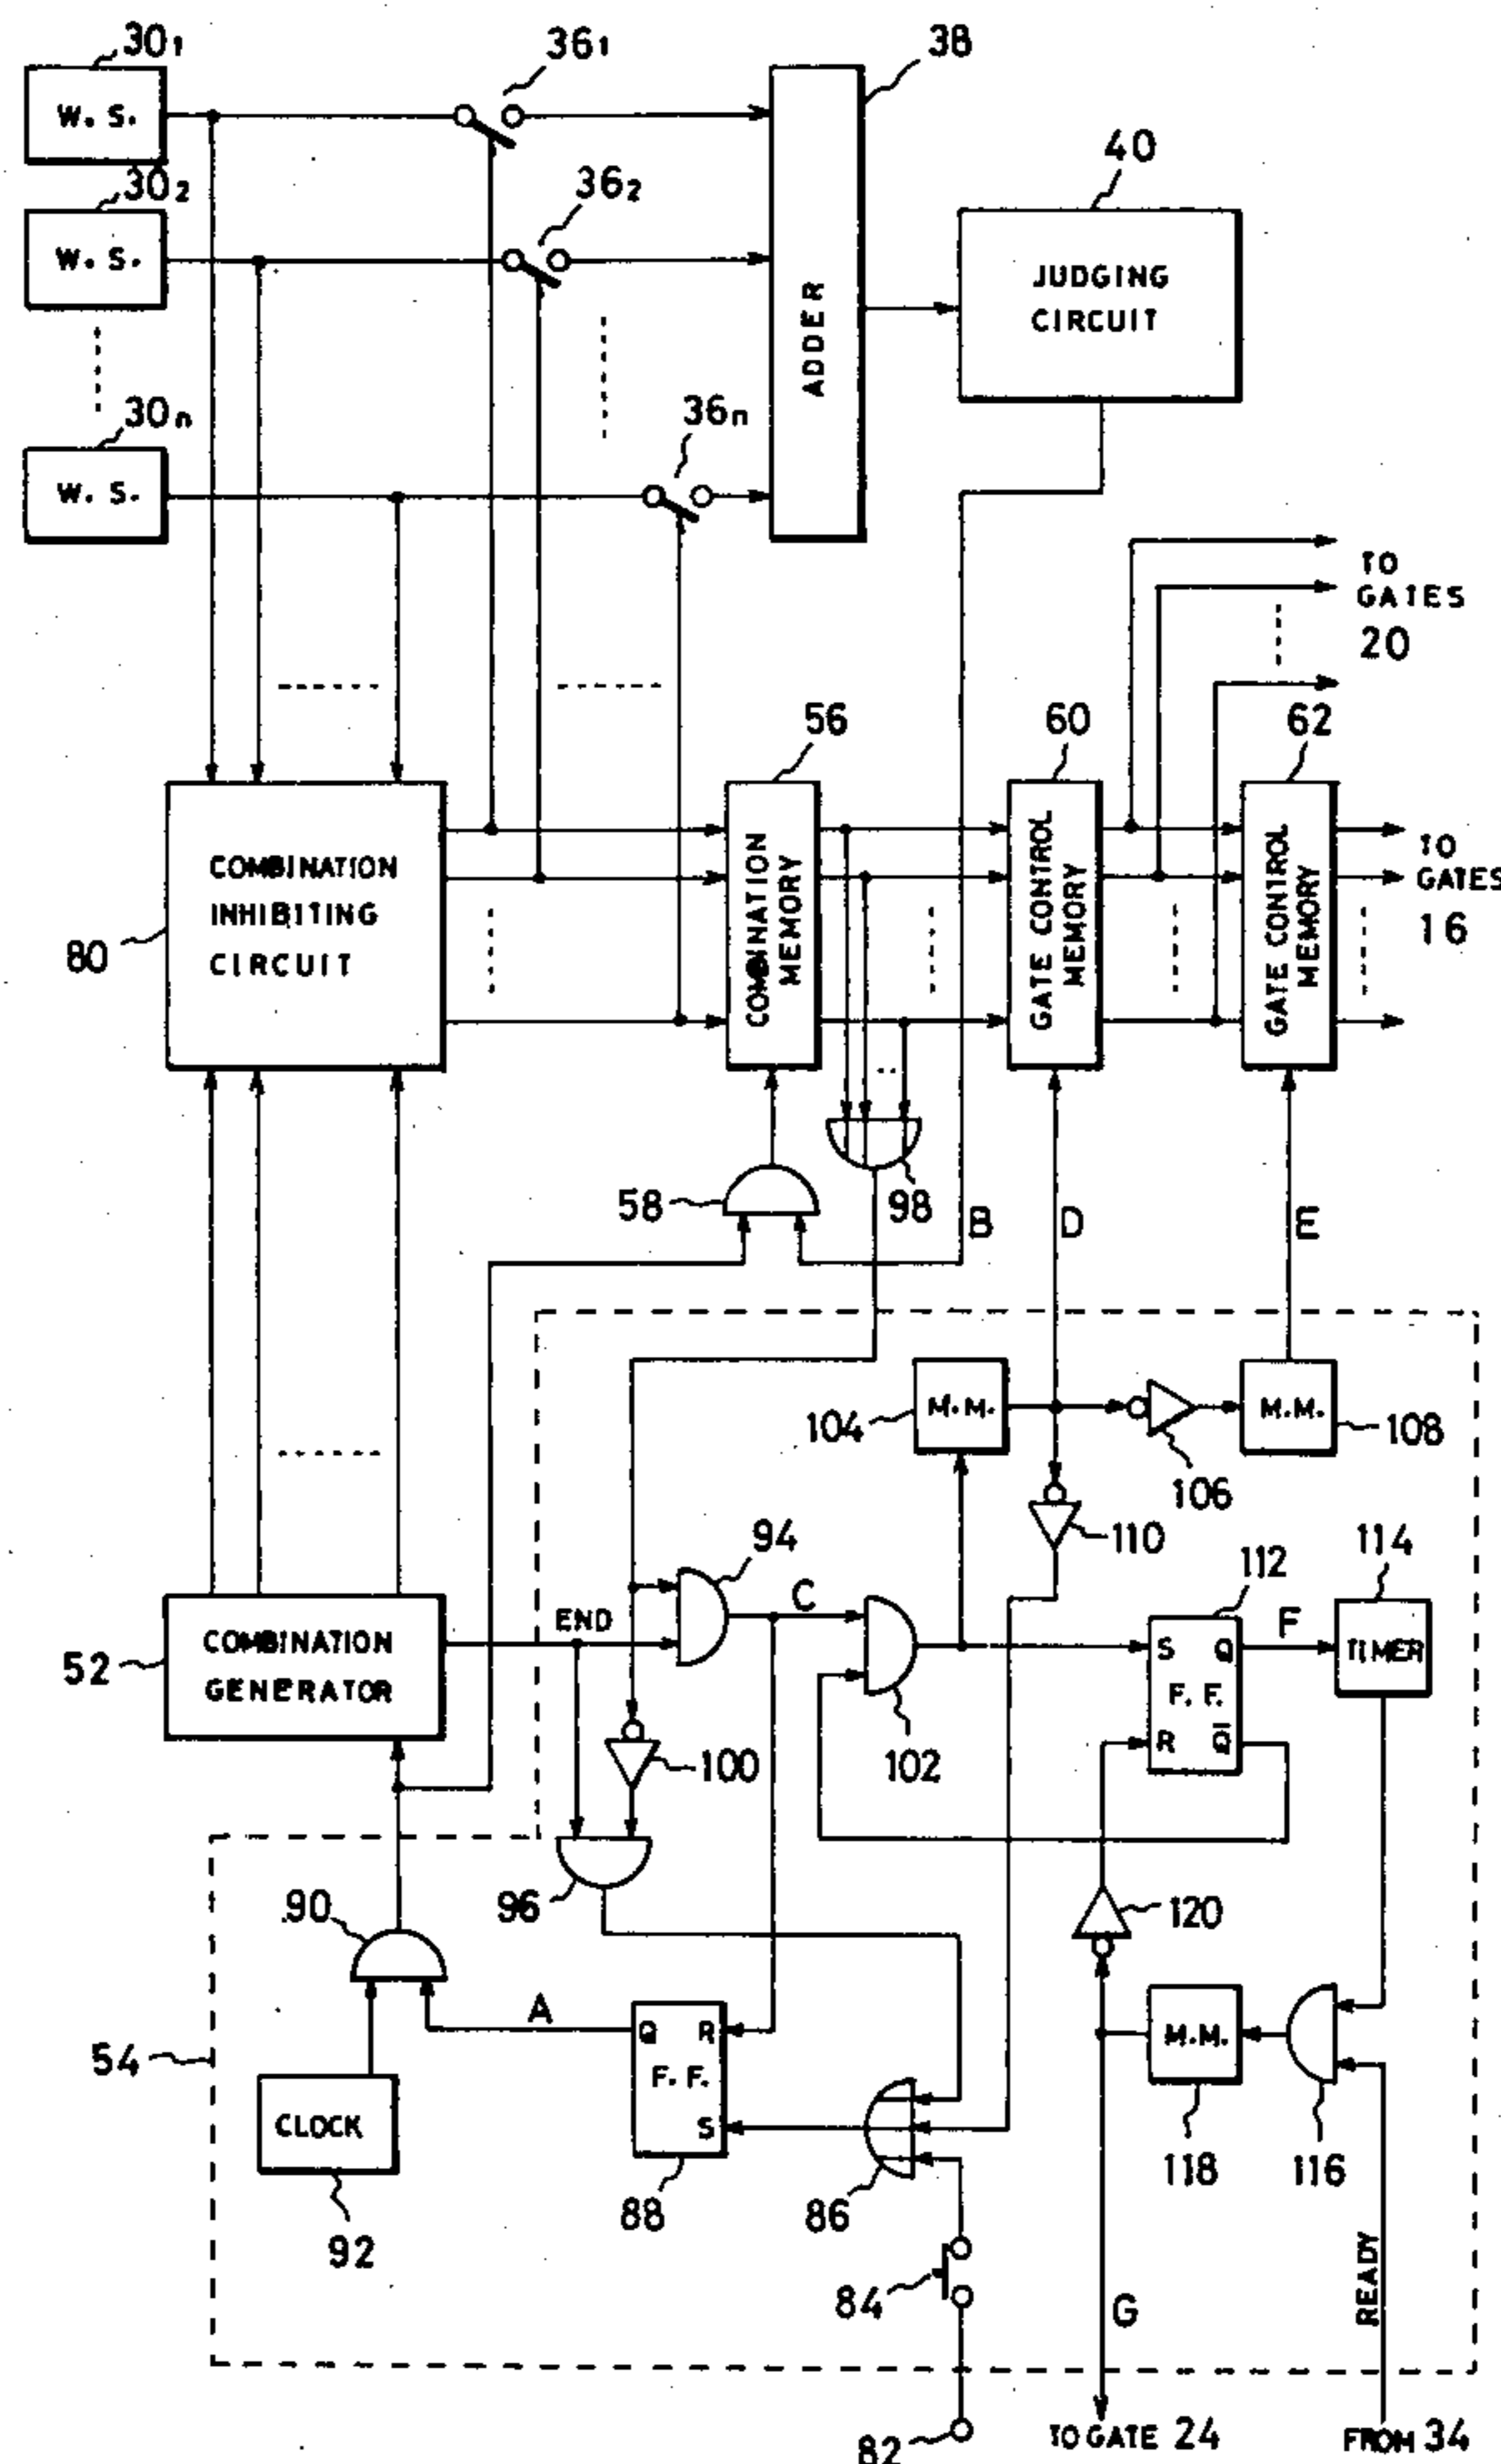 30₁
36₁
38
W. S.
30₂
36₂
40
W. S.
JUDGING
CIRCUIT
ADDER
30ₙ
36ₙ
W. S.
TO
GATES
20
56
60
62
COMBINATION
INHIBITING
CIRCUIT
80
COMBINATION
MEMORY
GATE CONTROL
MEMORY
GATE CONTROL
MEMORY
TO
GATES
16
58
98
B
D
E
104
M.M.
M.M.
108
106
94
110
112
114
END
C
52
COMBINATION
GENERATOR
S
Q
F
TIMER
F. F.
R
Q̅
100
102
90
96
120
A
Q
R
M.M.
54
F. F.
CLOCK
S
118
116
88
86
92
84
G
READY
82
TO GATE 24
FROM 34